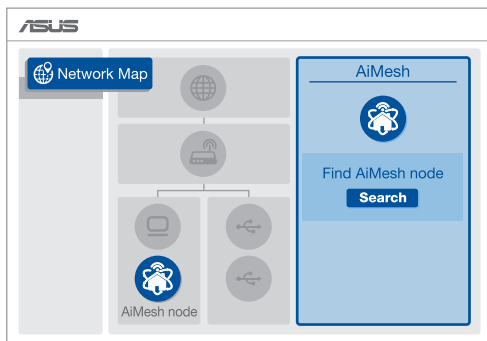 ASUS
Network Map
AiMesh
Find AiMesh node
Search
AiMesh node